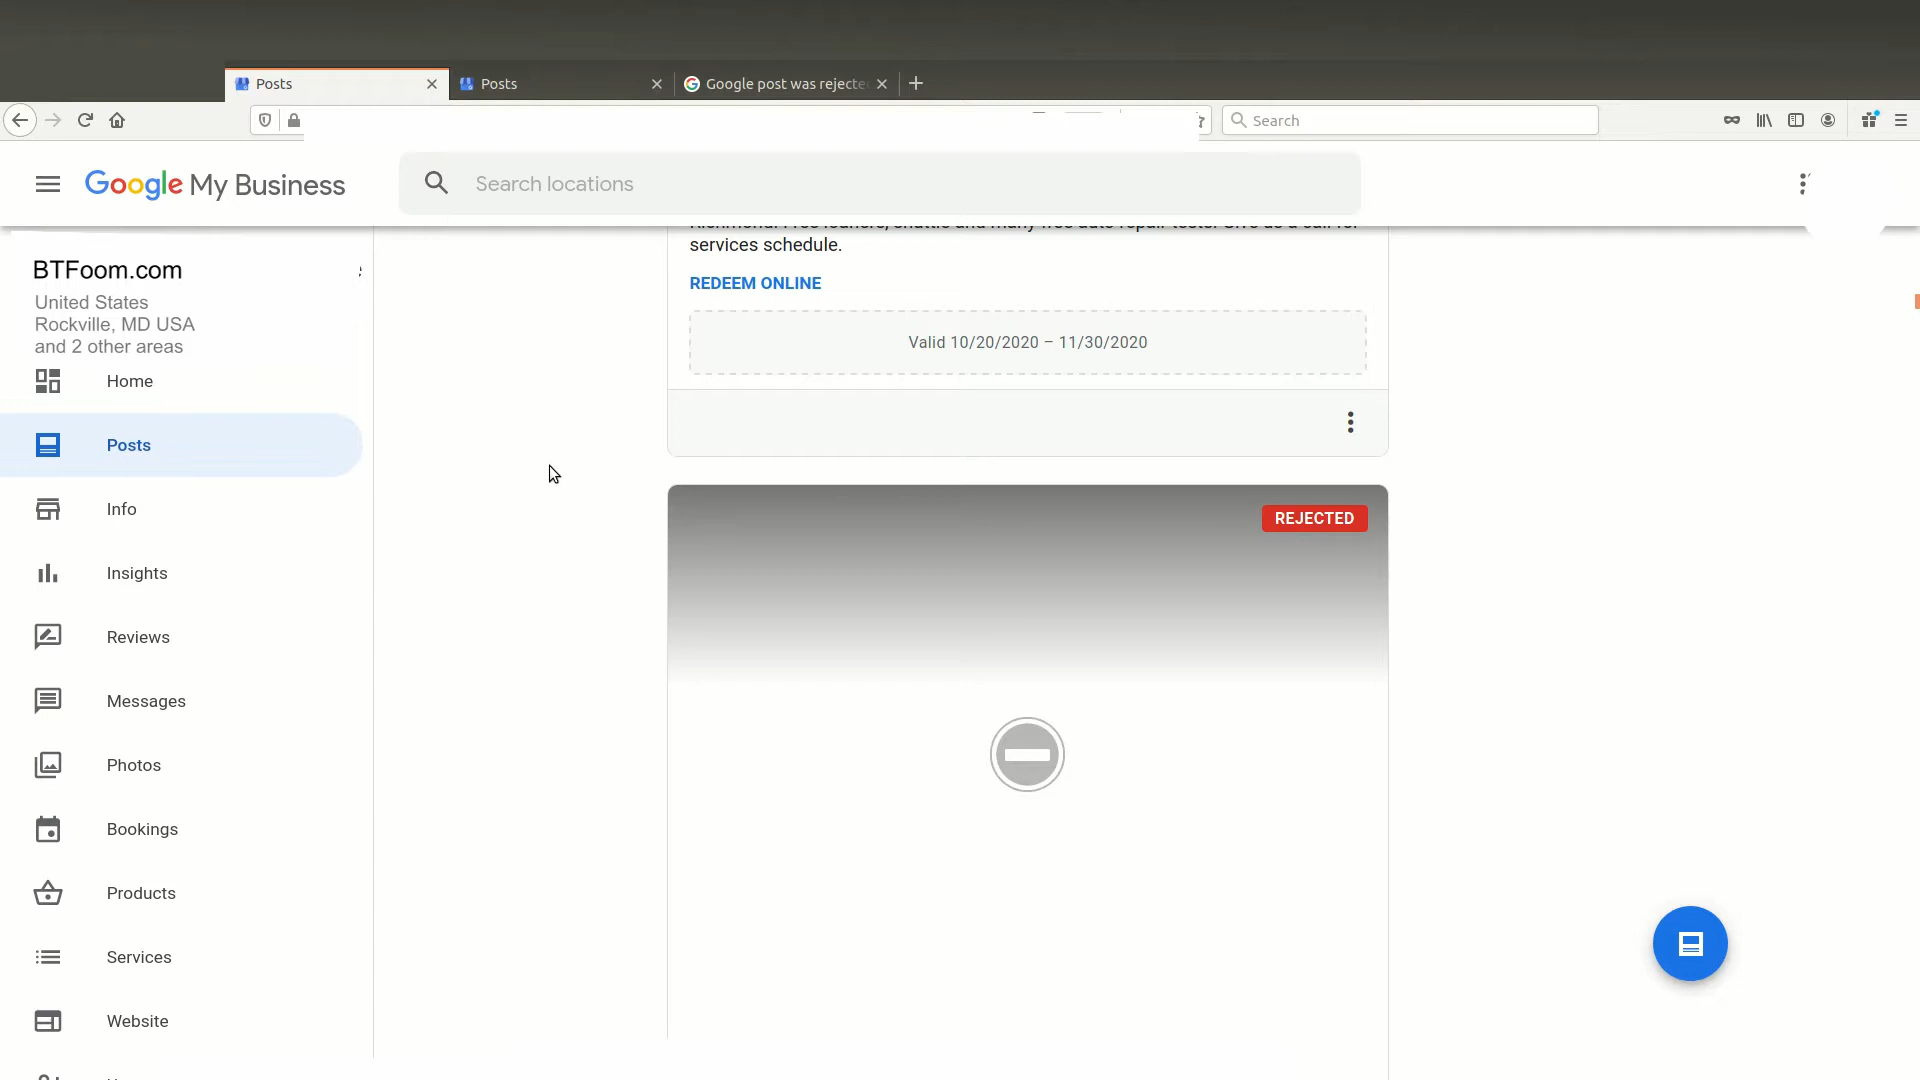 Posts
Posts
Google post was rejecte
Search
Google My Business
Search locations
BTFoom.com
United States
Rockville, MD USA
and 2 other areas
Home
Posts
Info
Insights
Reviews
Messages
Photos
Bookings
Products
Services
Website
services schedule.
REDEEM ONLINE
Valid 10/20/2020 – 11/30/2020
REJECTED